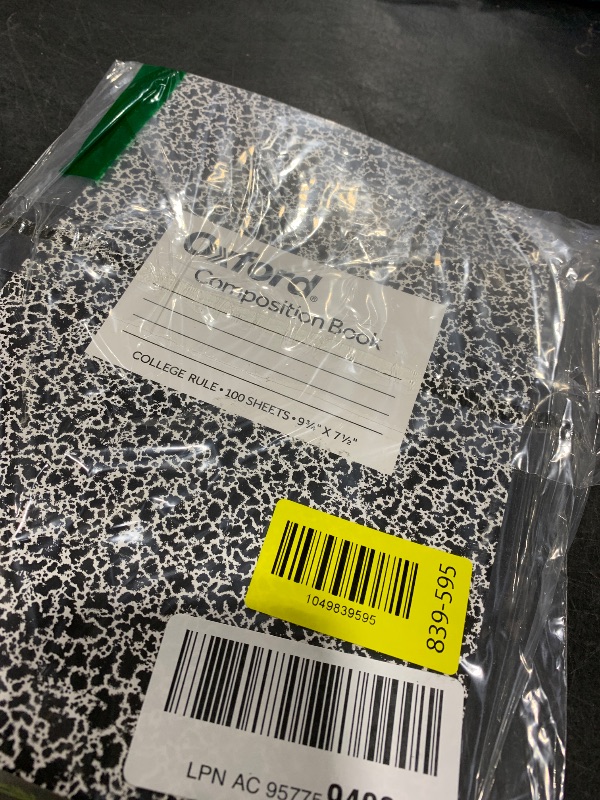 Oxford®
Composition Book
COLLEGE RULE • 100 SHEETS • 9¾" X 7½"
1049839595
839-595
LPN AC 95775